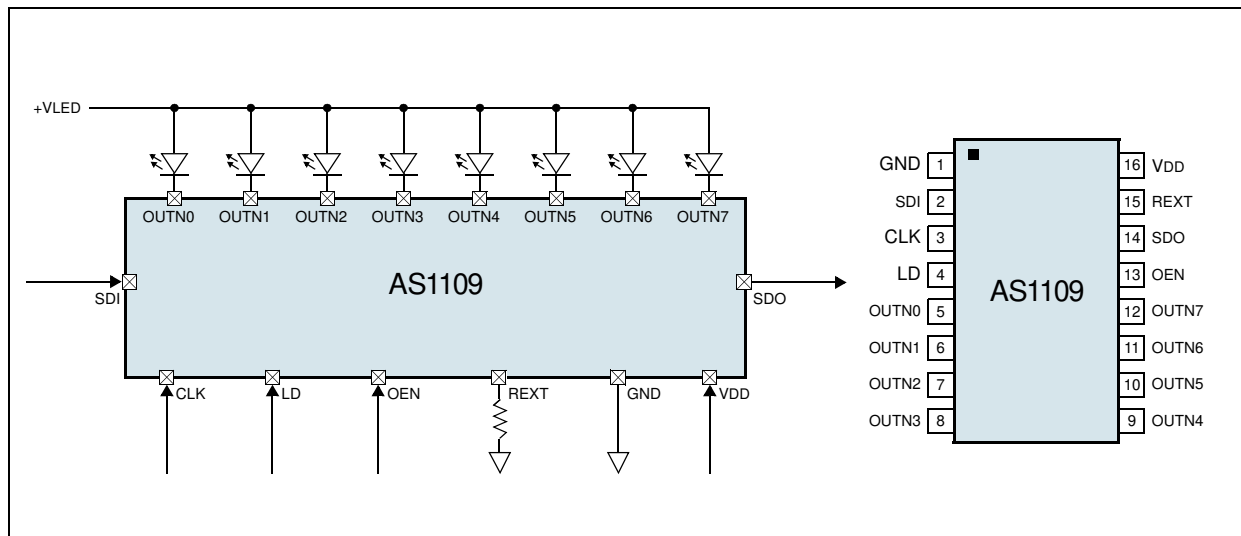 +VLED
OUTN0 OUTN1 OUTN2 OUTN3 OUTN4 OUTN5 OUTN6 OUTN7
AS1109
SDI SDO
CLK LD OEN REXT GND VDD
GND 1 16 VDD
SDI 2 15 REXT
CLK 3 14 SDO
LD 4 13 OEN
AS1109
OUTN0 5 12 OUTN7
OUTN1 6 11 OUTN6
OUTN2 7 10 OUTN5
OUTN3 8 9 OUTN4